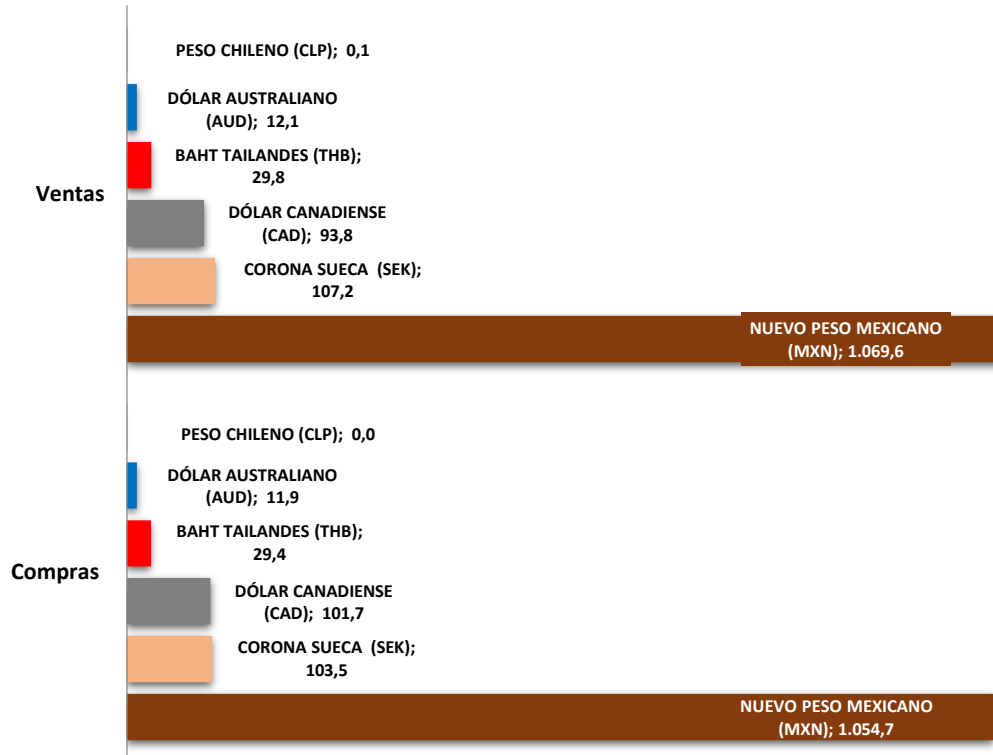 PESO CHILENO (CLP);  0,1
DÓLAR AUSTRALIANO
(AUD);  12,1
BAHT TAILANDES (THB);
29,8
Ventas
DÓLAR CANADIENSE
(CAD);  93,8
CORONA SUECA  (SEK);
107,2
NUEVO PESO MEXICANO
(MXN); 1.069,6
PESO CHILENO (CLP);  0,0
DÓLAR AUSTRALIANO
(AUD);  11,9
BAHT TAILANDES (THB);
29,4
Compras
DÓLAR CANADIENSE
(CAD);  101,7
CORONA SUECA  (SEK);
103,5
NUEVO PESO MEXICANO
(MXN); 1.054,7